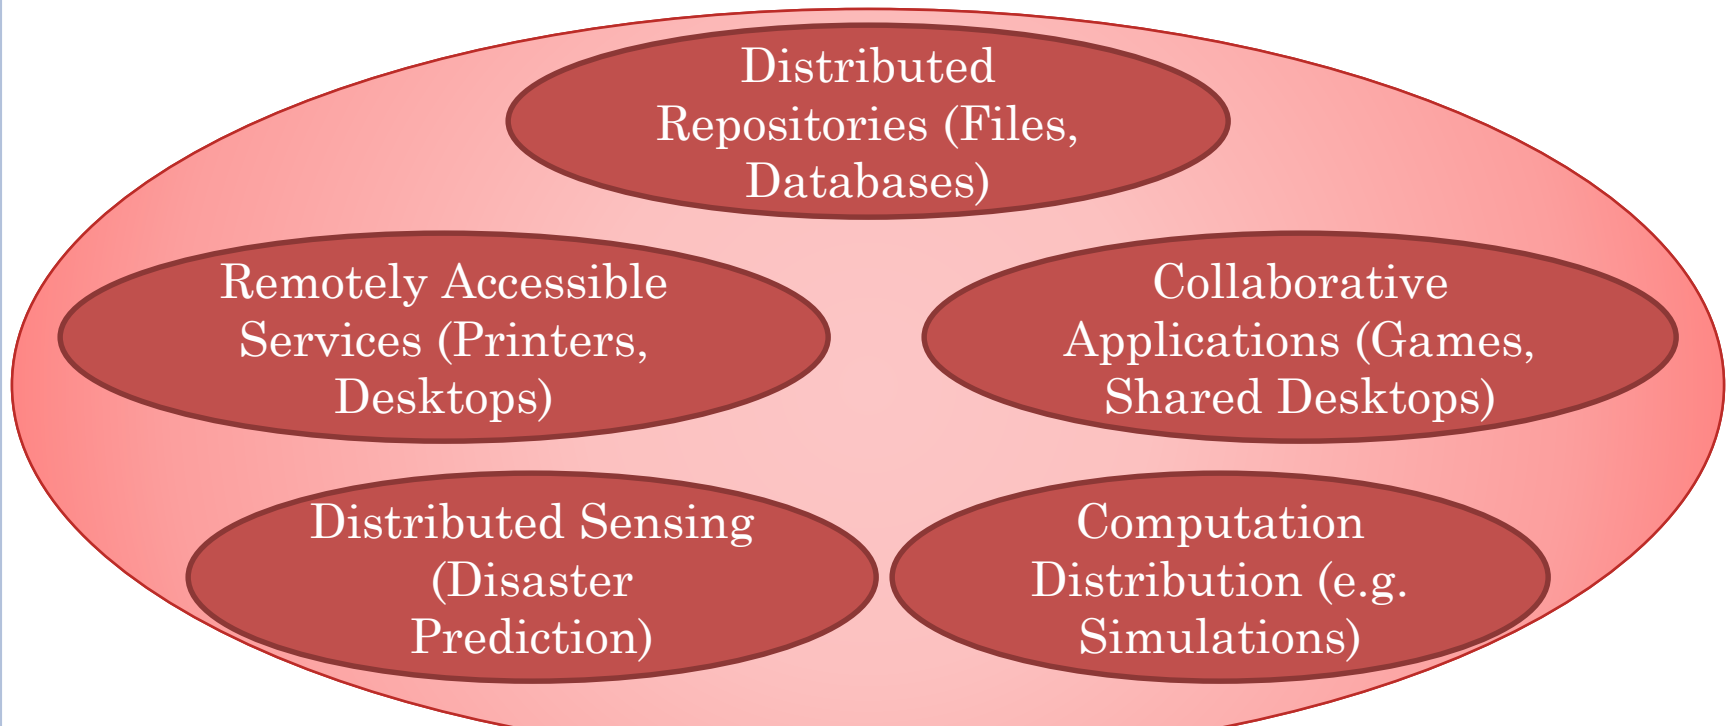 Distributed
Repositories (Files,
Databases)
Remotely Accessible
Services (Printers,
Desktops)
Collaborative
Applications (Games,
Shared Desktops)
Distributed Sensing
(Disaster
Prediction)
Computation
Distribution (e.g.
Simulations)